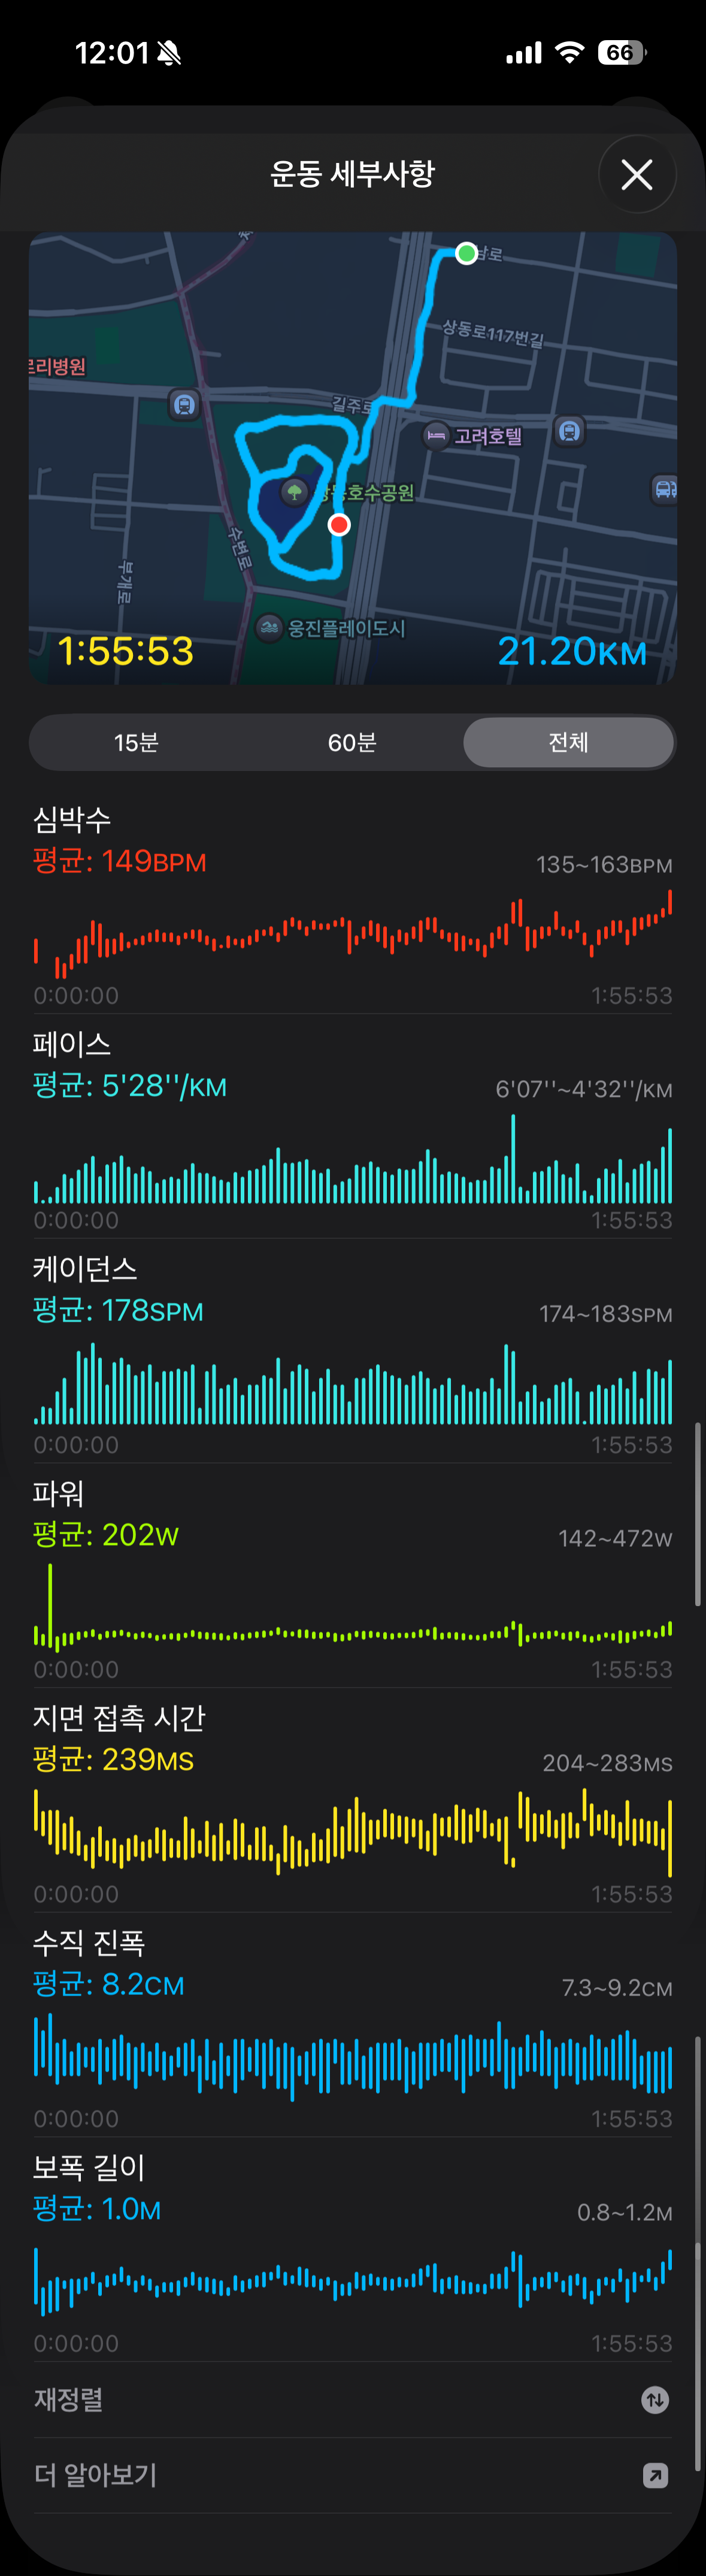 12:01
66
운동 세부사항
남로
상동로117번길
르리병원
길주로
고려호텔
상동호수공원
수변로
부개로
웅진플레이도시
1:55:53
21.20KM
15분
60분
전체
심박수
평균: 149BPM
135~163BPM
0:00:00
1:55:53
페이스
평균: 5'28''/KM
6'07''~4'32''/KM
0:00:00
1:55:53
케이던스
평균: 178SPM
174~183SPM
0:00:00
1:55:53
파워
평균: 202W
142~472W
0:00:00
1:55:53
지면 접촉 시간
평균: 239MS
204~283MS
0:00:00
1:55:53
수직 진폭
평균: 8.2CM
7.3~9.2CM
0:00:00
1:55:53
보폭 길이
평균: 1.0M
0.8~1.2M
0:00:00
1:55:53
재정렬
더 알아보기